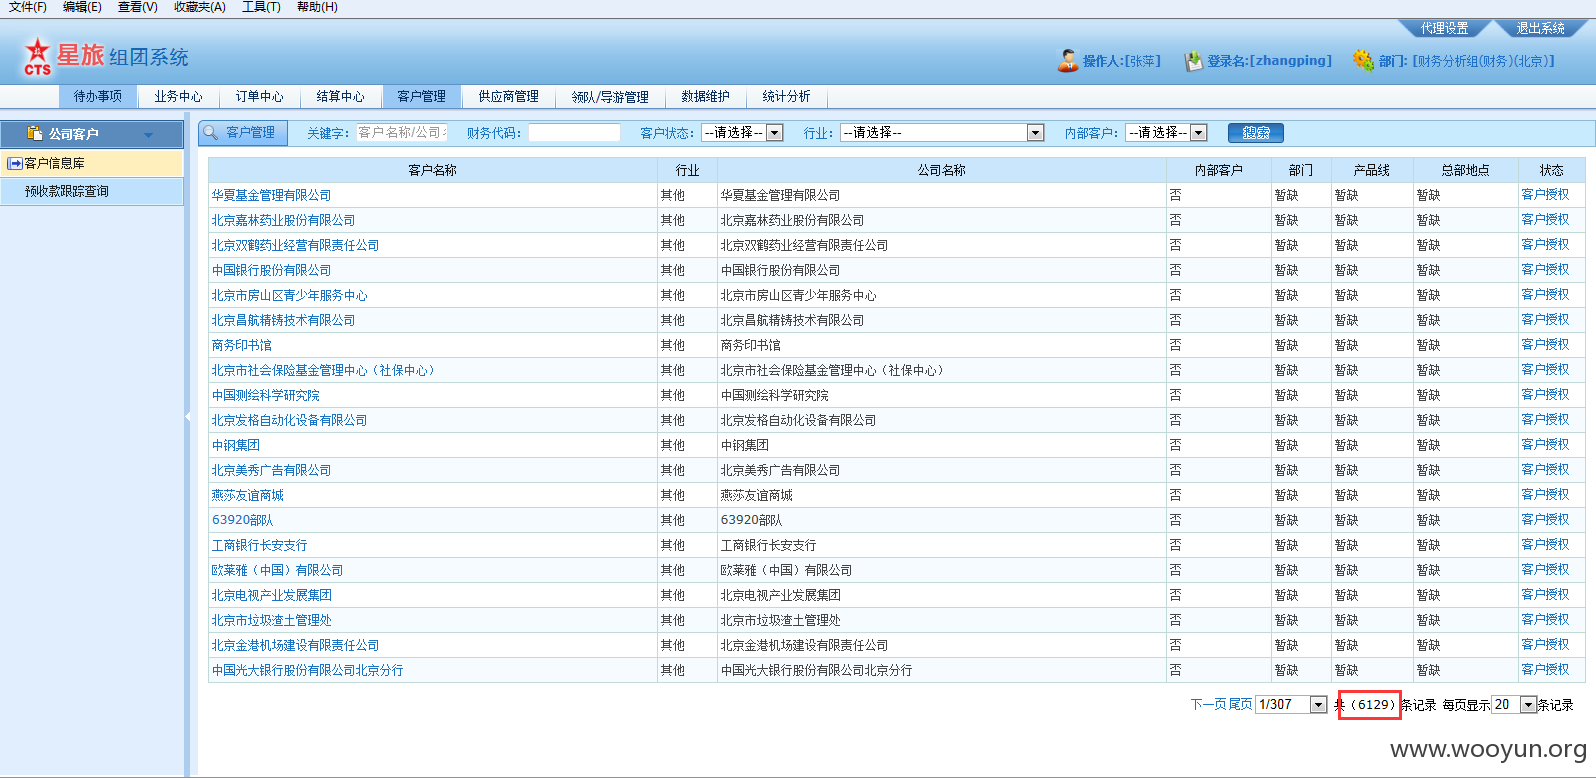 文件(F) 编辑(E) 查看(V) 收藏夹(A) 工具(T) 帮助(H)
代理设置 退出系统
CTS 星旅 组团系统
操作人:[张萍] 登录名:[zhangping] 部门: [财务分析组(财务)(北京)]
待办事项 业务中心 订单中心 结算中心 客户管理 供应商管理 领队/导游管理 数据维护 统计分析
公司客户
客户信息库
预收款跟踪查询
客户管理 关键字: 客户名称/公司 财务代码: 客户状态: --请选择-- 行业: --请选择-- 内部客户: --请选择-- 搜索
客户名称 行业 公司名称 内部客户 部门 产品线 总部地点 状态
华夏基金管理有限公司 其他 华夏基金管理有限公司 否 暂缺 暂缺 暂缺 客户授权
北京嘉林药业股份有限公司 其他 北京嘉林药业股份有限公司 否 暂缺 暂缺 暂缺 客户授权
北京双鹤药业经营有限责任公司 其他 北京双鹤药业经营有限责任公司 否 暂缺 暂缺 暂缺 客户授权
中国银行股份有限公司 其他 中国银行股份有限公司 否 暂缺 暂缺 暂缺 客户授权
北京市房山区青少年服务中心 其他 北京市房山区青少年服务中心 否 暂缺 暂缺 暂缺 客户授权
北京昌航精铸技术有限公司 其他 北京昌航精铸技术有限公司 否 暂缺 暂缺 暂缺 客户授权
商务印书馆 其他 商务印书馆 否 暂缺 暂缺 暂缺 客户授权
北京市社会保险基金管理中心（社保中心） 其他 北京市社会保险基金管理中心（社保中心） 否 暂缺 暂缺 暂缺 客户授权
中国测绘科学研究院 其他 中国测绘科学研究院 否 暂缺 暂缺 暂缺 客户授权
北京发格自动化设备有限公司 其他 北京发格自动化设备有限公司 否 暂缺 暂缺 暂缺 客户授权
中钢集团 其他 中钢集团 否 暂缺 暂缺 暂缺 客户授权
北京美秀广告有限公司 其他 北京美秀广告有限公司 否 暂缺 暂缺 暂缺 客户授权
燕莎友谊商城 其他 燕莎友谊商城 否 暂缺 暂缺 暂缺 客户授权
63920部队 其他 63920部队 否 暂缺 暂缺 暂缺 客户授权
工商银行长安支行 其他 工商银行长安支行 否 暂缺 暂缺 暂缺 客户授权
欧莱雅（中国）有限公司 其他 欧莱雅（中国）有限公司 否 暂缺 暂缺 暂缺 客户授权
北京电视产业发展集团 其他 北京电视产业发展集团 否 暂缺 暂缺 暂缺 客户授权
北京市垃圾渣土管理处 其他 北京市垃圾渣土管理处 否 暂缺 暂缺 暂缺 客户授权
北京金港机场建设有限责任公司 其他 北京金港机场建设有限责任公司 否 暂缺 暂缺 暂缺 客户授权
中国光大银行股份有限公司北京分行 其他 中国光大银行股份有限公司北京分行 否 暂缺 暂缺 暂缺 客户授权
下一页 尾页 1/307 共（6129）条记录 每页显示 20 条记录
www.wooyun.org